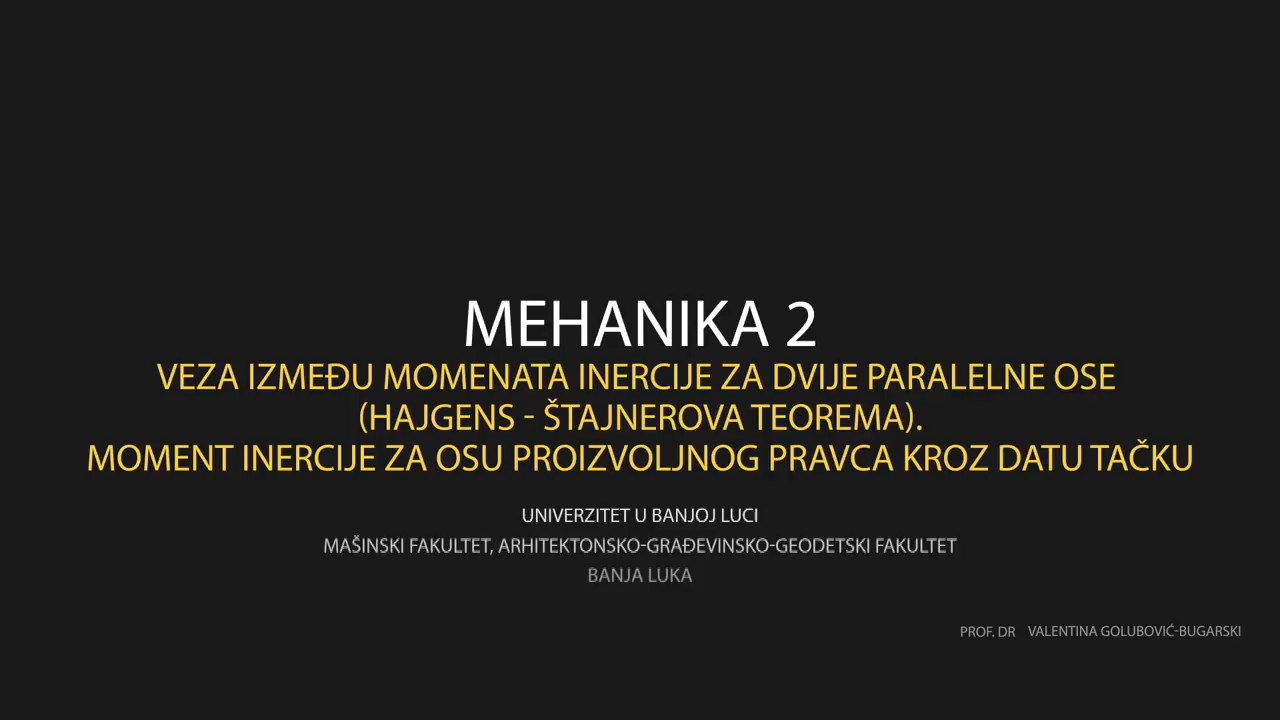 MEHANIKA 2
VEZA IZMEĐU MOMENATA INERCIJE ZA DVIJE PARALELNE OSE
(HAJGENS - ŠTAJNEROVA TEOREMA).
MOMENT INERCIJE ZA OSU PROIZVOLJNOG PRAVCA KROZ DATU TAČKU
UNIVERZITET U BANJOJ LUCI
MAŠINSKI FAKULTET, ARHITEKTONSKO-GRAĐEVINSKO-GEODETSKI FAKULTET
BANJA LUKA
PROF. DR VALENTINA GOLUBOVIĆ-BUGARSKI